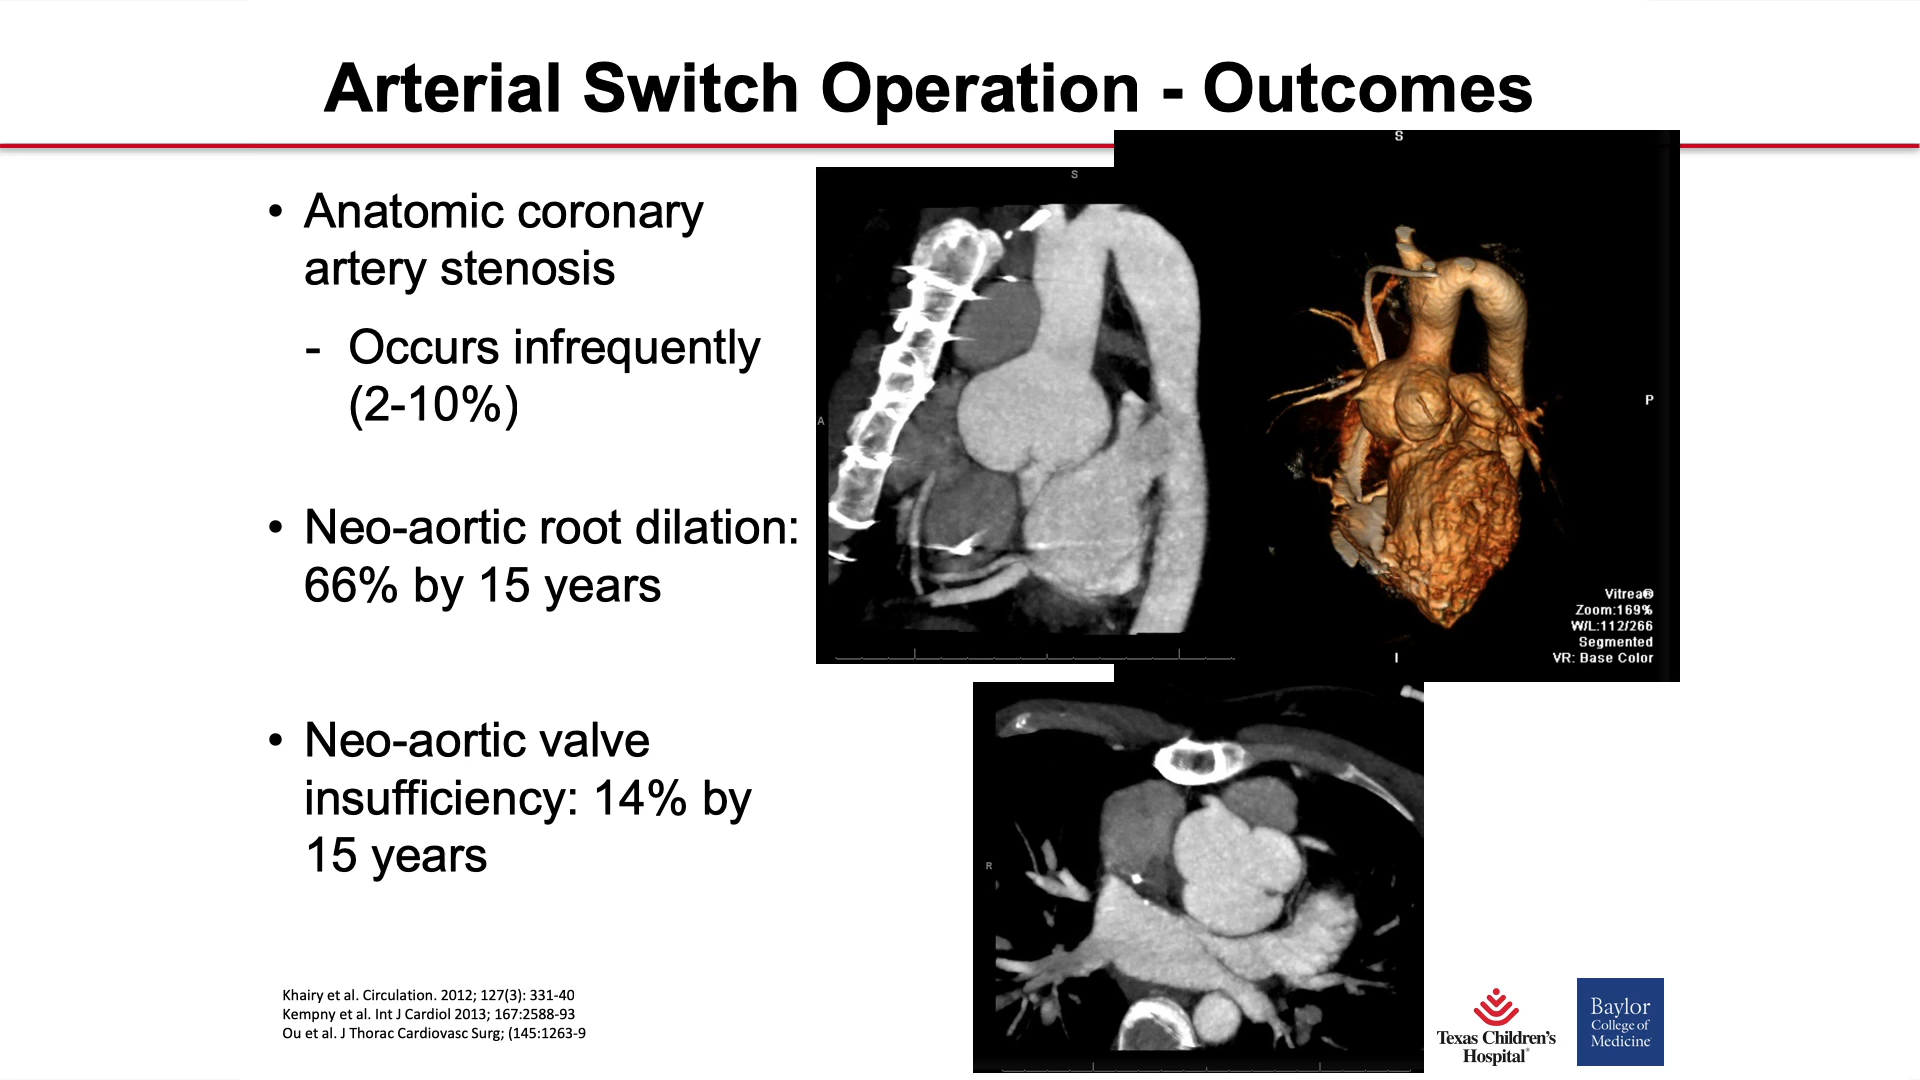 Arterial Switch Operation - Outcomes
• Anatomic coronary
artery stenosis
- Occurs infrequently
(2-10%)
• Neo-aortic root dilation:
66% by 15 years
• Neo-aortic valve
insufficiency: 14% by
15 years
Khairy et al. Circulation. 2012; 127(3): 331-40
Kempny et al. Int J Cardiol 2013; 167:2588-93
Ou et al. J Thorac Cardiovasc Surg; (145:1263-9
S
A
S
P
Vitrea®
Zoom:169%
W/L:112/266
Segmented
VR: Base Color
I
R
Texas Children's
Hospital®
Baylor
College of
Medicine